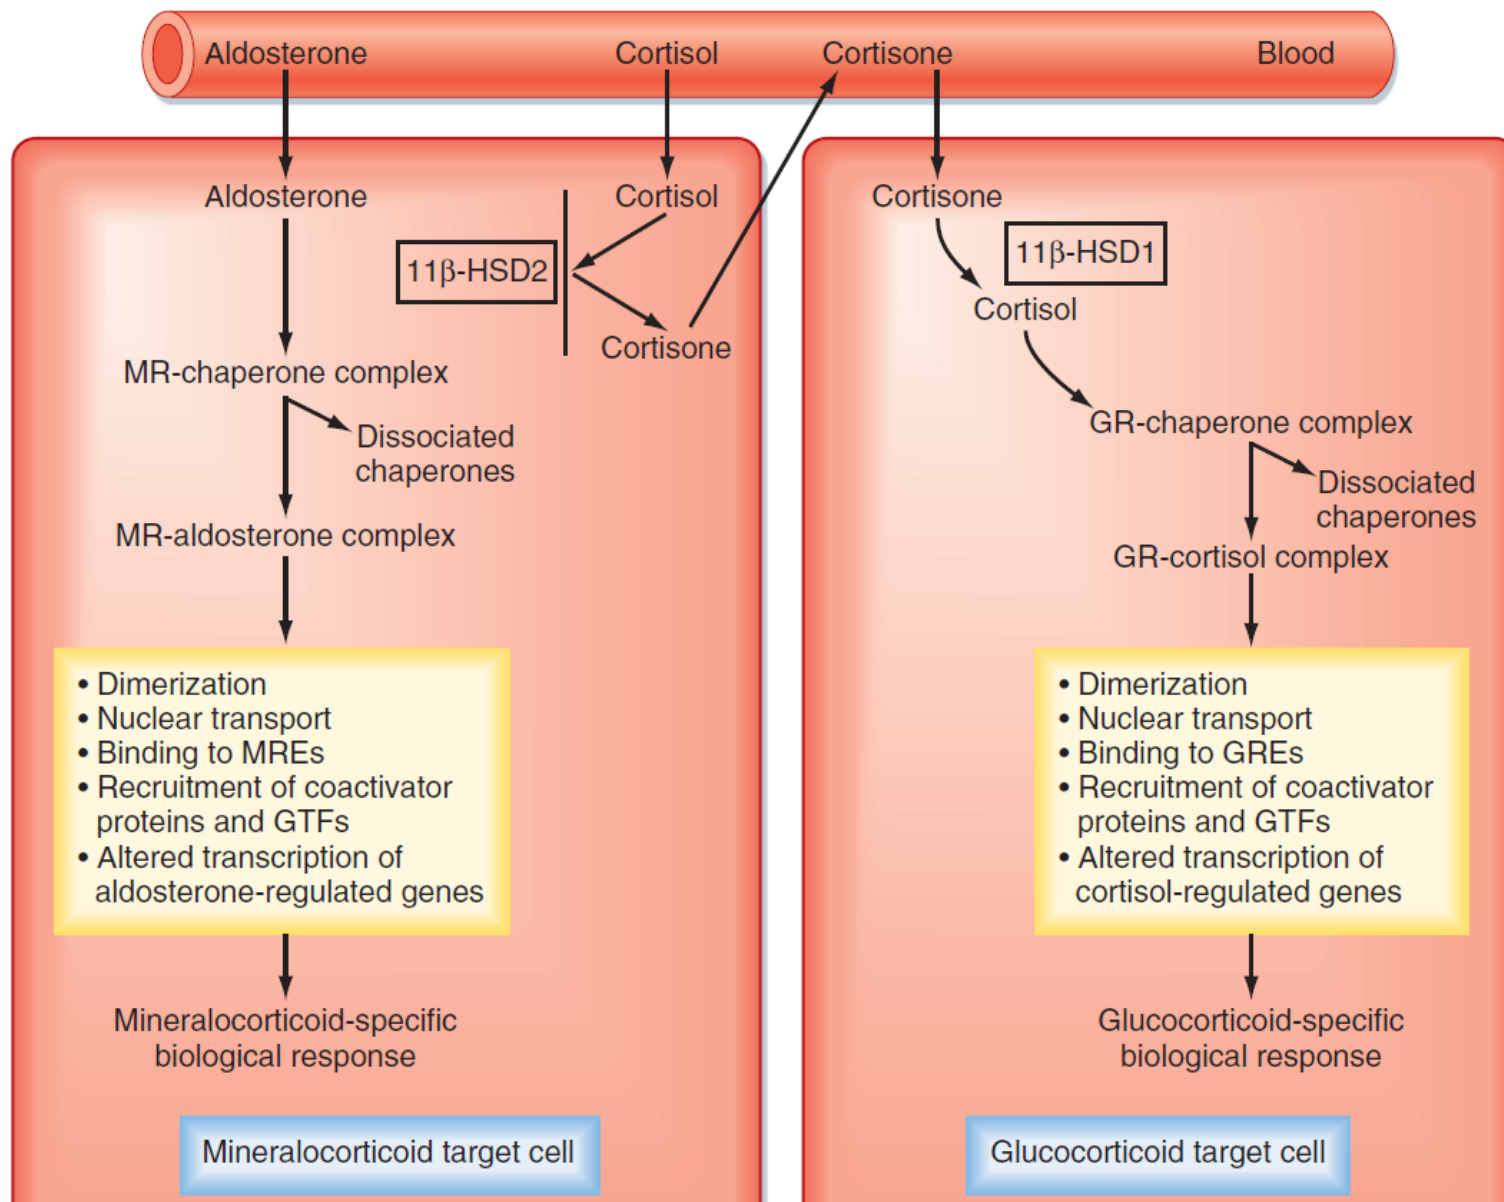 Aldosterone
Cortisol
Cortisone
Blood
Aldosterone
Cortisol
11β-HSD2
Cortisone
MR-chaperone complex
Dissociated
chaperones
MR-aldosterone complex
• Dimerization
• Nuclear transport
• Binding to MREs
• Recruitment of coactivator
proteins and GTFs
• Altered transcription of
aldosterone-regulated genes
Mineralocorticoid-specific
biological response
Mineralocorticoid target cell
Cortisone
11β-HSD1
Cortisol
GR-chaperone complex
Dissociated
chaperones
GR-cortisol complex
• Dimerization
• Nuclear transport
• Binding to GREs
• Recruitment of coactivator
proteins and GTFs
• Altered transcription of
cortisol-regulated genes
Glucocorticoid-specific
biological response
Glucocorticoid target cell